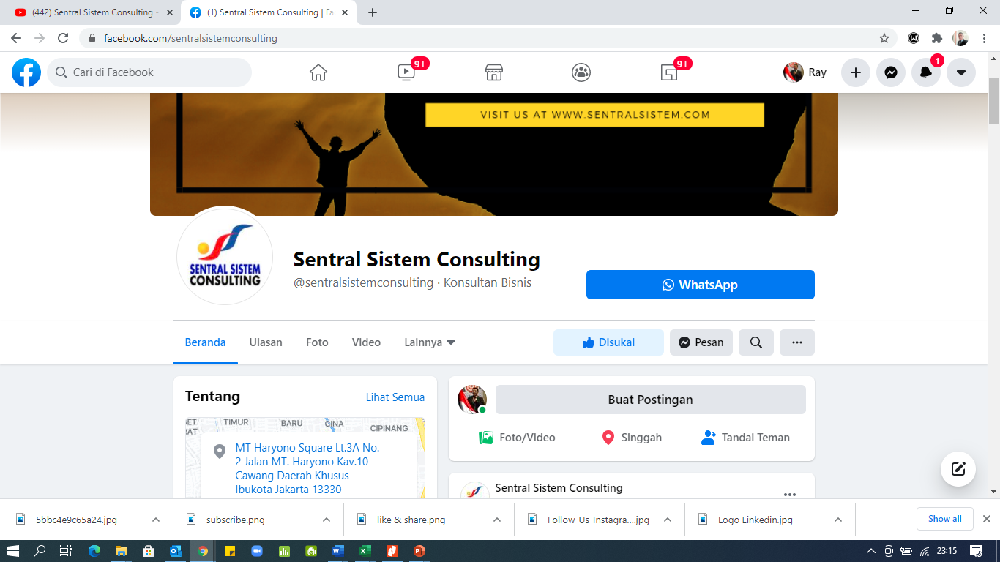 (442) Sentral Sistem Consulting -
(1) Sentral Sistem Consulting | Fa
facebook.com/sentralsistemconsulting
Cari di Facebook
9+
9+
Ray
1
VISIT US AT WWW.SENTRALSISTEM.COM
SENTRAL SISTEM
CONSULTING
Sentral Sistem Consulting
@sentralsistemconsulting · Konsultan Bisnis
WhatsApp
Beranda
Ulasan
Foto
Video
Lainnya
Disukai
Pesan
Tentang
Lihat Semua
TIMUR
BARU
CINA
CIPINANG
MT Haryono Square Lt.3A No.
2 Jalan MT. Haryono Kav.10
Cawang Daerah Khusus
Ibukota Jakarta 13330
Buat Postingan
Foto/Video
Singgah
Tandai Teman
Sentral Sistem Consulting
5bbc4e9c65a24.jpg
subscribe.png
like & share.png
Follow-Us-Instagra....jpg
Logo Linkedin.jpg
Show all
23:15